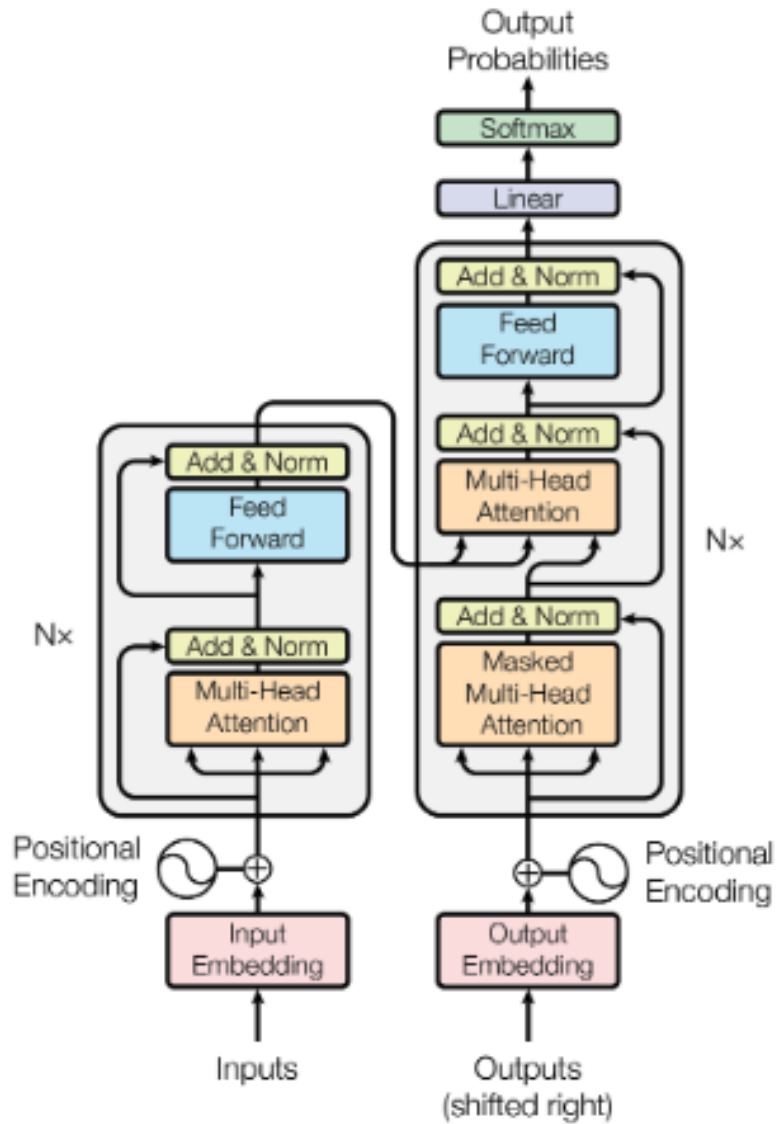 Output
Probabilities
Softmax
Linear
Add & Norm
Feed
Forward
Add & Norm
Multi-Head
Attention
Nx
Add & Norm
Masked
Multi-Head
Attention
Add & Norm
Feed
Forward
Nx
Add & Norm
Multi-Head
Attention
Positional
Encoding
Positional
Encoding
Input
Embedding
Output
Embedding
Inputs
Outputs
(shifted right)